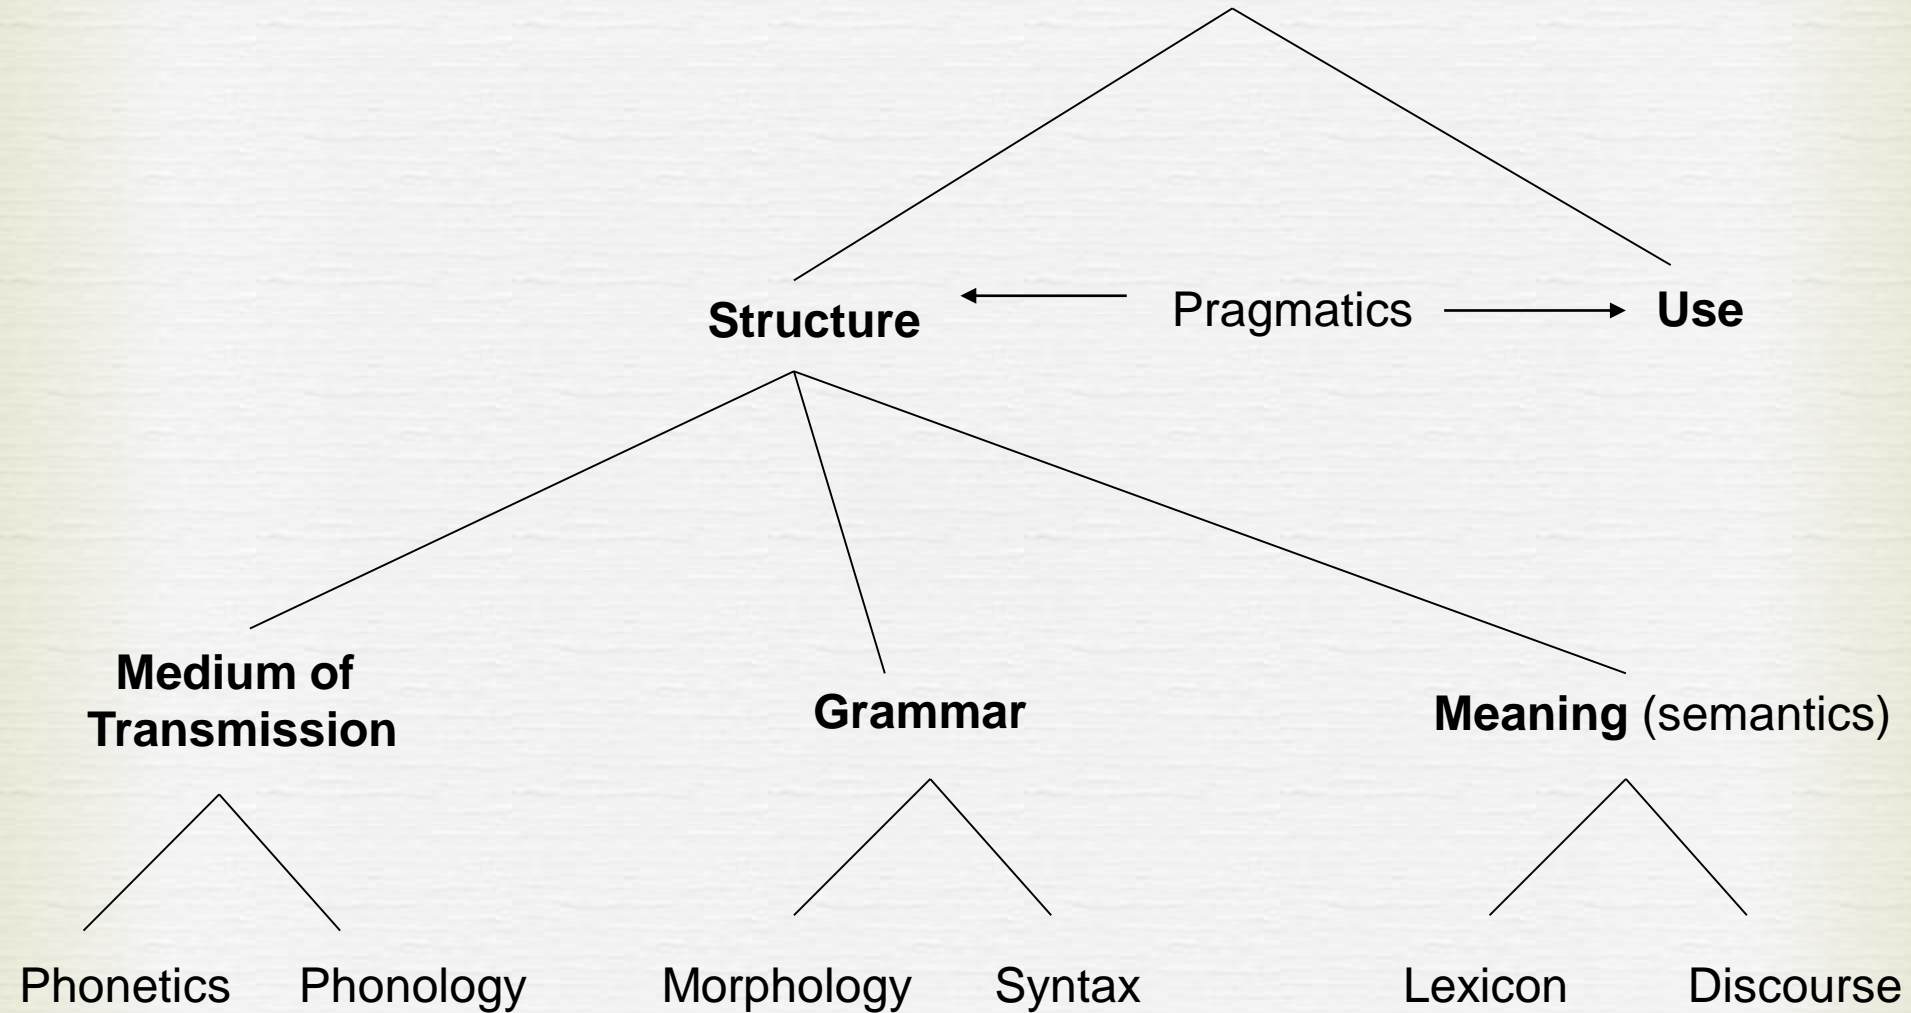 Structure
Pragmatics
Use
Medium of
Transmission
Grammar
Meaning (semantics)
Phonetics
Phonology
Morphology
Syntax
Lexicon
Discourse